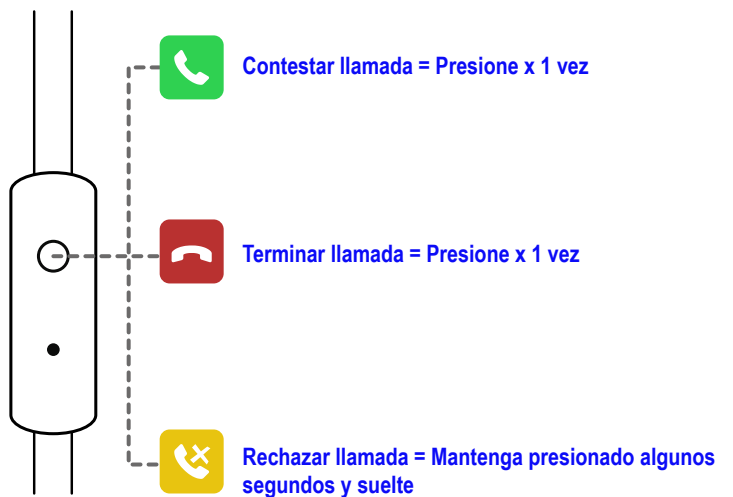 Contestar llamada = Presione x 1 vez
Terminar llamada = Presione x 1 vez
Rechazar llamada = Mantenga presionado algunos
segundos y suelte